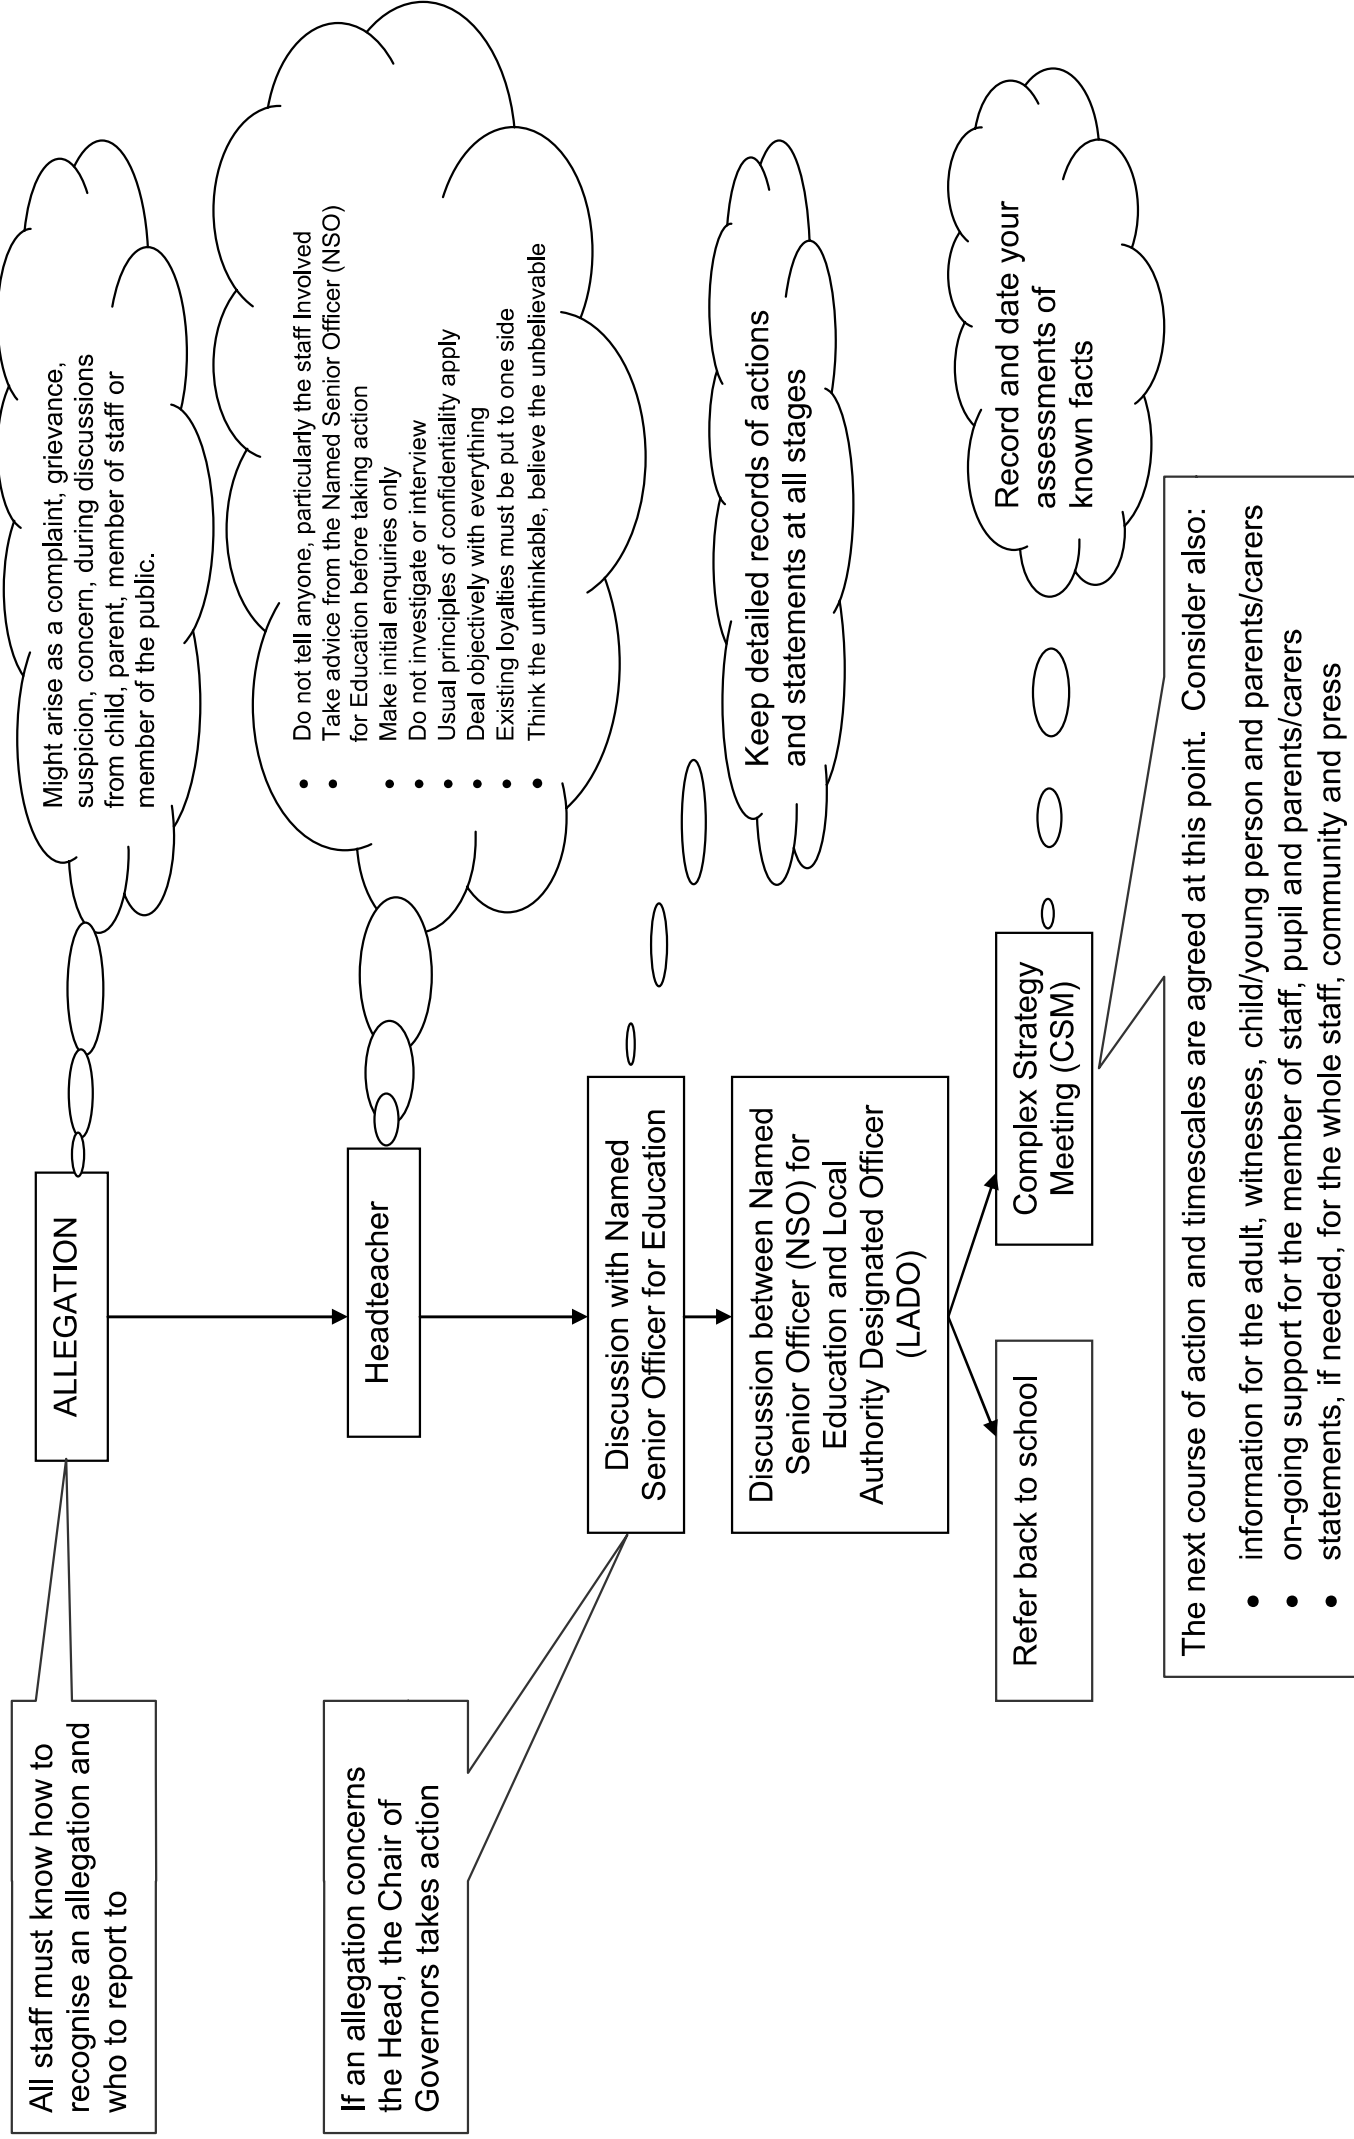 All staff must know how to
recognise an allegation and
who to report to
ALLEGATION
Might arise as a complaint, grievance,
suspicion, concern, during discussions
from child, parent, member of staff or
member of the public.
If an allegation concerns
the Head, the Chair of
Governors takes action
Headteacher
• Do not tell anyone, particularly the staff Involved
• Take advice from the Named Senior Officer (NSO)
for Education before taking action
• Make initial enquiries only
• Do not investigate or interview
• Usual principles of confidentiality apply
• Deal objectively with everything
• Existing loyalties must be put to one side
• Think the unthinkable, believe the unbelievable
Discussion with Named
Senior Officer for Education
Keep detailed records of actions
and statements at all stages
Discussion between Named
Senior Officer (NSO) for
Education and Local
Authority Designated Officer
(LADO)
Refer back to school
Complex Strategy
Meeting (CSM)
Record and date your
assessments of
known facts
The next course of action and timescales are agreed at this point. Consider also:
• information for the adult, witnesses, child/young person and parents/carers
• on-going support for the member of staff, pupil and parents/carers
• statements, if needed, for the whole staff, community and press